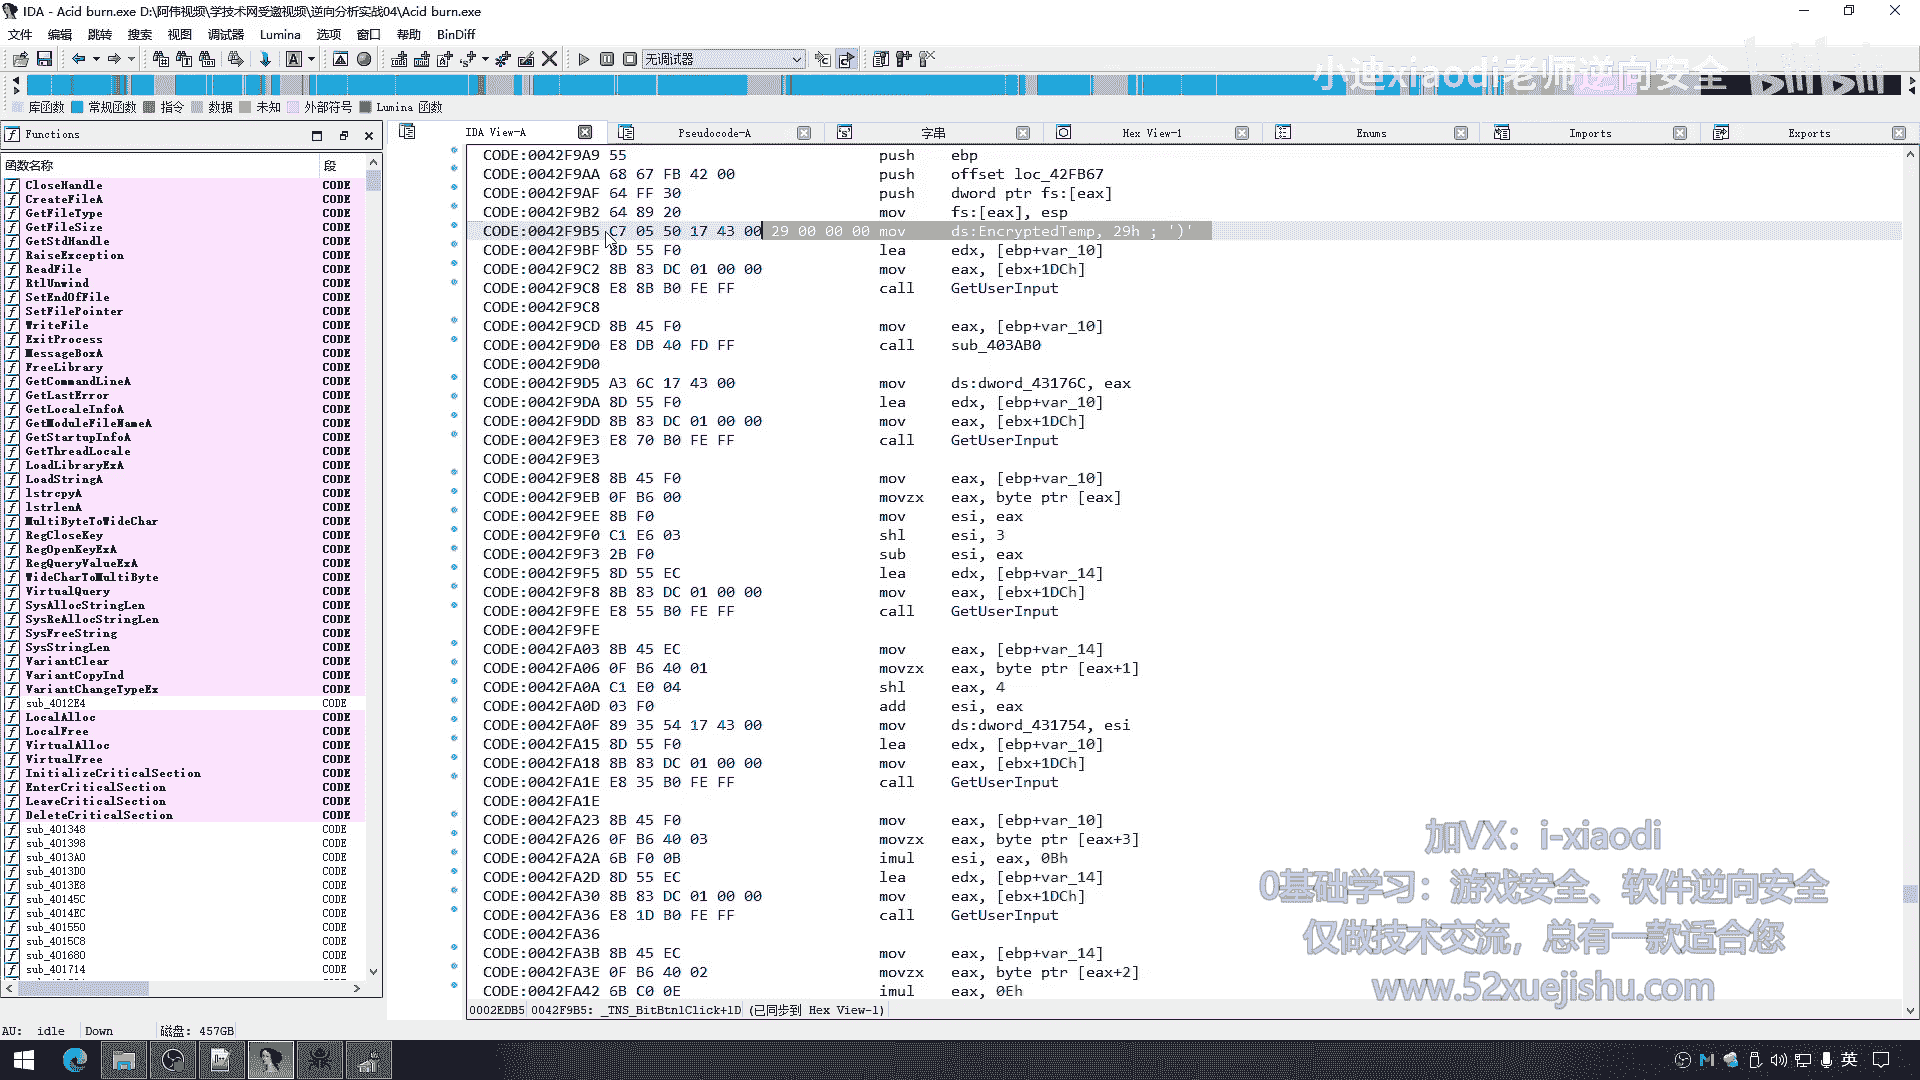 IDA - Acid burn.exe D:\阿伟视频\学技术网受邀视频\逆向分析实战04\Acid burn.exe
文件 编辑 跳转 搜索 视图 调试器 Lumina 选项 窗口 帮助 BinDiff
无调试器
小迪xiaodi老师逆向安全 bilibili
库函数 常规函数 指令 数据 未知 外部符号 Lumina 函数
Functions
IDA View-A Pseudocode-A 字串 Hex View-1 Enums Imports Exports
函数名称 段
CloseHandle CODE
CreateFileA CODE
GetFileType CODE
GetFileSize CODE
GetStdHandle CODE
RaiseException CODE
ReadFile CODE
RtlUnwind CODE
SetEndOfFile CODE
SetFilePointer CODE
WriteFile CODE
ExitProcess CODE
MessageBoxA CODE
FreeLibrary CODE
GetCommandLineA CODE
GetLastError CODE
GetLocaleInfoA CODE
GetModuleFileNameA CODE
GetStartupInfoA CODE
GetThreadLocale CODE
LoadLibraryExA CODE
LoadStringA CODE
lstrcpyA CODE
lstrlenA CODE
MultiByteToWideChar CODE
RegCloseKey CODE
RegOpenKeyExA CODE
RegQueryValueExA CODE
WideCharToMultiByte CODE
VirtualQuery CODE
SysAllocStringLen CODE
SysReAllocStringLen CODE
SysFreeString CODE
SysStringLen CODE
VariantClear CODE
VariantCopyInd CODE
VariantChangeTypeEx CODE
sub_4012E4 CODE
LocalAlloc CODE
LocalFree CODE
VirtualAlloc CODE
VirtualFree CODE
InitializeCriticalSection CODE
EnterCriticalSection CODE
LeaveCriticalSection CODE
DeleteCriticalSection CODE
sub_401348 CODE
sub_401398 CODE
sub_4013A0 CODE
sub_4013D0 CODE
sub_4013E8 CODE
sub_40145C CODE
sub_4014EC CODE
sub_401550 CODE
sub_4015C8 CODE
sub_401680 CODE
sub_401714 CODE
CODE:0042F9A9 55 push ebp
CODE:0042F9AA 68 67 FB 42 00 push offset loc_42FB67
CODE:0042F9AF 64 FF 30 push dword ptr fs:[eax]
CODE:0042F9B2 64 89 20 mov fs:[eax], esp
CODE:0042F9B5 C7 05 50 17 43 00 29 00 00 00 mov ds:EncryptedTemp, 29h ; ')'
CODE:0042F9BF 8D 55 F0 lea edx, [ebp+var_10]
CODE:0042F9C2 8B 83 DC 01 00 00 mov eax, [ebx+1DCh]
CODE:0042F9C8 E8 8B B0 FE FF call GetUserInput
CODE:0042F9C8
CODE:0042F9CD 8B 45 F0 mov eax, [ebp+var_10]
CODE:0042F9D0 E8 DB 40 FD FF call sub_403AB0
CODE:0042F9D0
CODE:0042F9D5 A3 6C 17 43 00 mov ds:dword_43176C, eax
CODE:0042F9DA 8D 55 F0 lea edx, [ebp+var_10]
CODE:0042F9DD 8B 83 DC 01 00 00 mov eax, [ebx+1DCh]
CODE:0042F9E3 E8 70 B0 FE FF call GetUserInput
CODE:0042F9E3
CODE:0042F9E8 8B 45 F0 mov eax, [ebp+var_10]
CODE:0042F9EB 0F B6 00 movzx eax, byte ptr [eax]
CODE:0042F9EE 8B F0 mov esi, eax
CODE:0042F9F0 C1 E6 03 shl esi, 3
CODE:0042F9F3 2B F0 sub esi, eax
CODE:0042F9F5 8D 55 EC lea edx, [ebp+var_14]
CODE:0042F9F8 8B 83 DC 01 00 00 mov eax, [ebx+1DCh]
CODE:0042F9FE E8 55 B0 FE FF call GetUserInput
CODE:0042F9FE
CODE:0042FA03 8B 45 EC mov eax, [ebp+var_14]
CODE:0042FA06 0F B6 40 01 movzx eax, byte ptr [eax+1]
CODE:0042FA0A C1 E0 04 shl eax, 4
CODE:0042FA0D 03 F0 add esi, eax
CODE:0042FA0F 89 35 54 17 43 00 mov ds:dword_431754, esi
CODE:0042FA15 8D 55 F0 lea edx, [ebp+var_10]
CODE:0042FA18 8B 83 DC 01 00 00 mov eax, [ebx+1DCh]
CODE:0042FA1E E8 35 B0 FE FF call GetUserInput
CODE:0042FA1E
CODE:0042FA23 8B 45 F0 mov eax, [ebp+var_10]
CODE:0042FA26 0F B6 40 03 movzx eax, byte ptr [eax+3]
CODE:0042FA2A 6B F0 0B imul esi, eax, 0Bh
CODE:0042FA2D 8D 55 EC lea edx, [ebp+var_14]
CODE:0042FA30 8B 83 DC 01 00 00 mov eax, [ebx+1DCh]
CODE:0042FA36 E8 1D B0 FE FF call GetUserInput
CODE:0042FA36
CODE:0042FA3B 8B 45 EC mov eax, [ebp+var_14]
CODE:0042FA3E 0F B6 40 02 movzx eax, byte ptr [eax+2]
CODE:0042FA42 6B C0 0E imul eax, 0Eh
加VX：i-xiaodi
0基础学习：游戏安全、软件逆向安全
仅做技术交流，总有一款适合您
www.52xuejishu.com
0002EDB5 0042F9B5: _TNS_BitBtn1Click+1D (已同步到 Hex View-1)
AU: idle Down 磁盘: 457GB
英